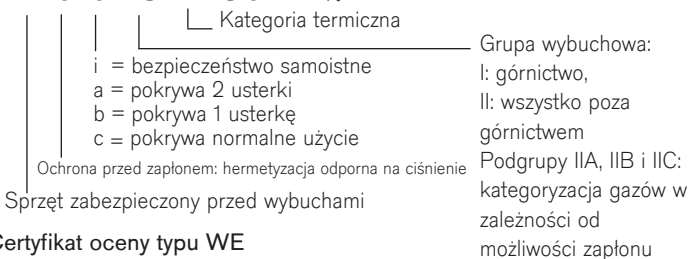 Kategoria termiczna
i = bezpieczeństwo samoistne
a = pokrywa 2 usterki
b = pokrywa 1 usterkę
c = pokrywa normalne użycie
Grupa wybuchowa:
I: górnictwo,
II: wszystko poza
górnictwem
Podgrupy IIA, IIB i IIC:
kategoryzacja gazów w
zależności od
możliwości zapłonu
Ochrona przed zapłonem: hermetyzacja odporna na ciśnienie
Sprzęt zabezpieczony przed wybuchami
Certyfikat oceny typu WE